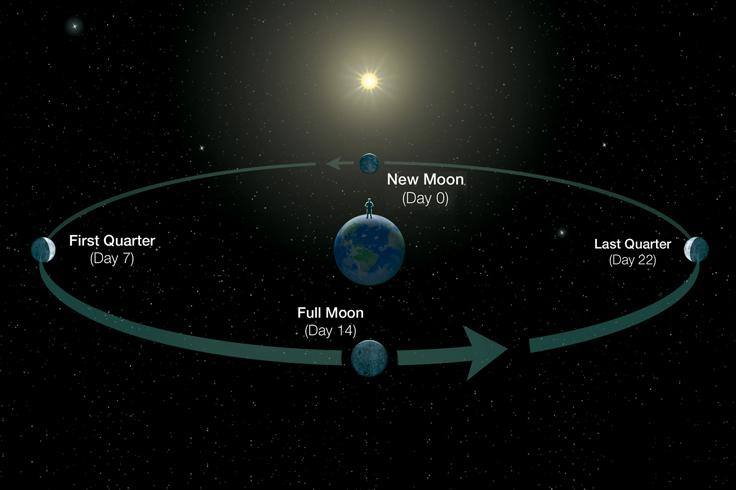 New Moon
(Day 0)
First Quarter
(Day 7)
Last Quarter
(Day 22)
Full Moon
(Day 14)